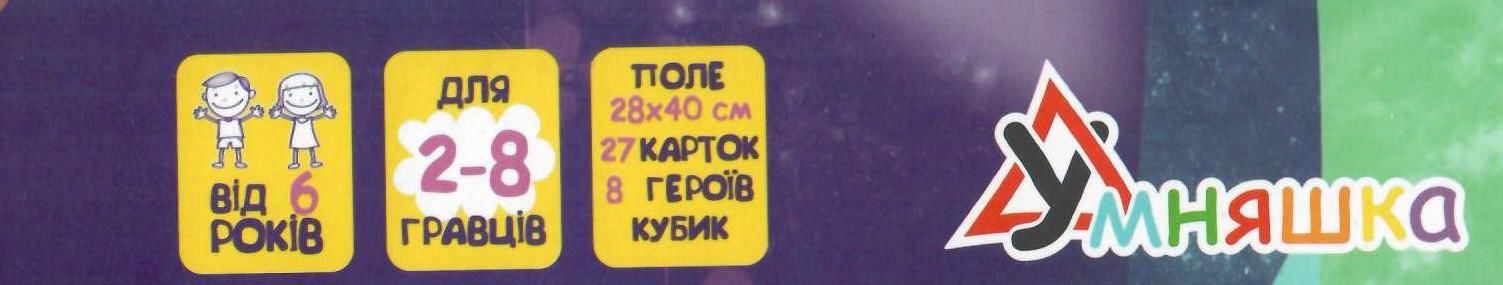 ВІД 6
РОКІВ
ДЛЯ
2-8
ГРАВЦІВ
ПОЛЕ
28х40 см
27 КАРТОК
8 ГЕРОЇВ
КУБИК
Умняшка